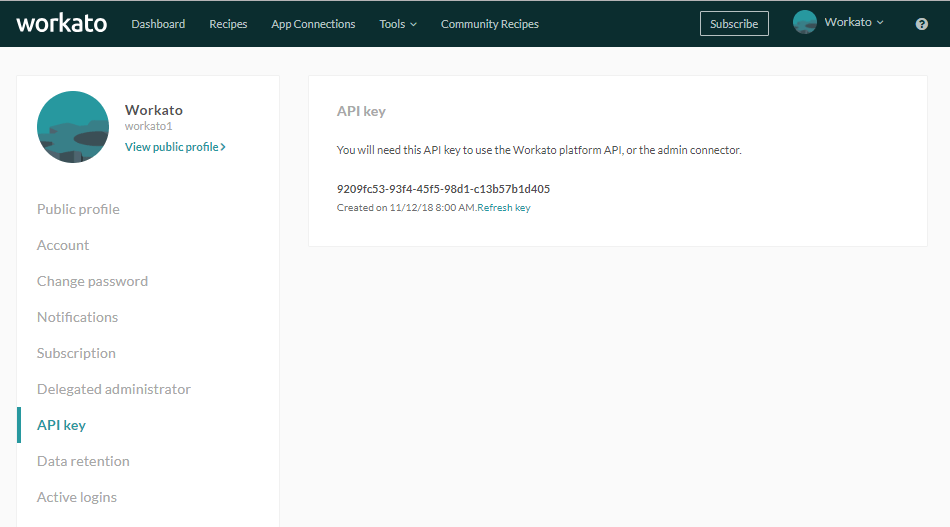 workato Dashboard Recipes App Connections Tools Community Recipes Subscribe Workato ?
Workato
workato1
View public profile
Public profile
Account
Change password
Notifications
Subscription
Delegated administrator
API key
Data retention
Active logins
API key
You will need this API key to use the Workato platform API, or the admin connector.
9209fc53-93f4-45f5-98d1-c13b57b1d405
Created on 11/12/18 8:00 AM.Refresh key